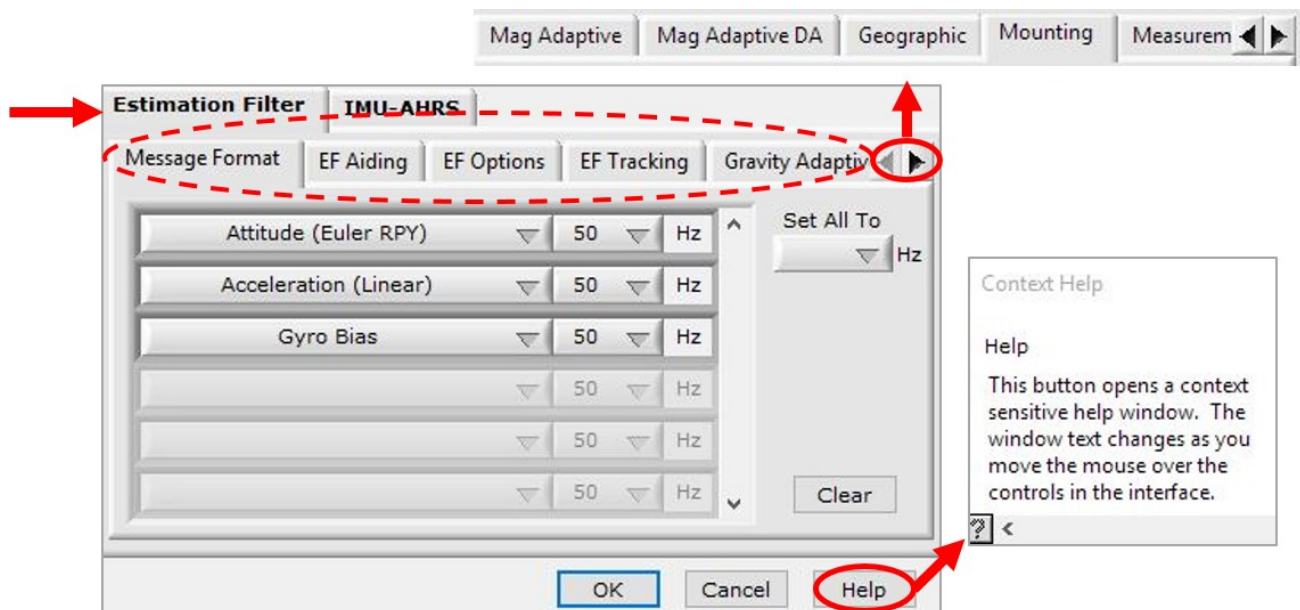 Mag Adaptive Mag Adaptive DA Geographic Mounting Measurem
Estimation Filter IMU-AHRS
Message Format EF Aiding EF Options EF Tracking Gravity Adaptiv
Attitude (Euler RPY) 50 Hz
Acceleration (Linear) 50 Hz
Gyro Bias 50 Hz
50 Hz
50 Hz
50 Hz
Set All To
Hz
Clear
OK Cancel Help
Context Help
Help
This button opens a context
sensitive help window. The
window text changes as you
move the mouse over the
controls in the interface.
? <